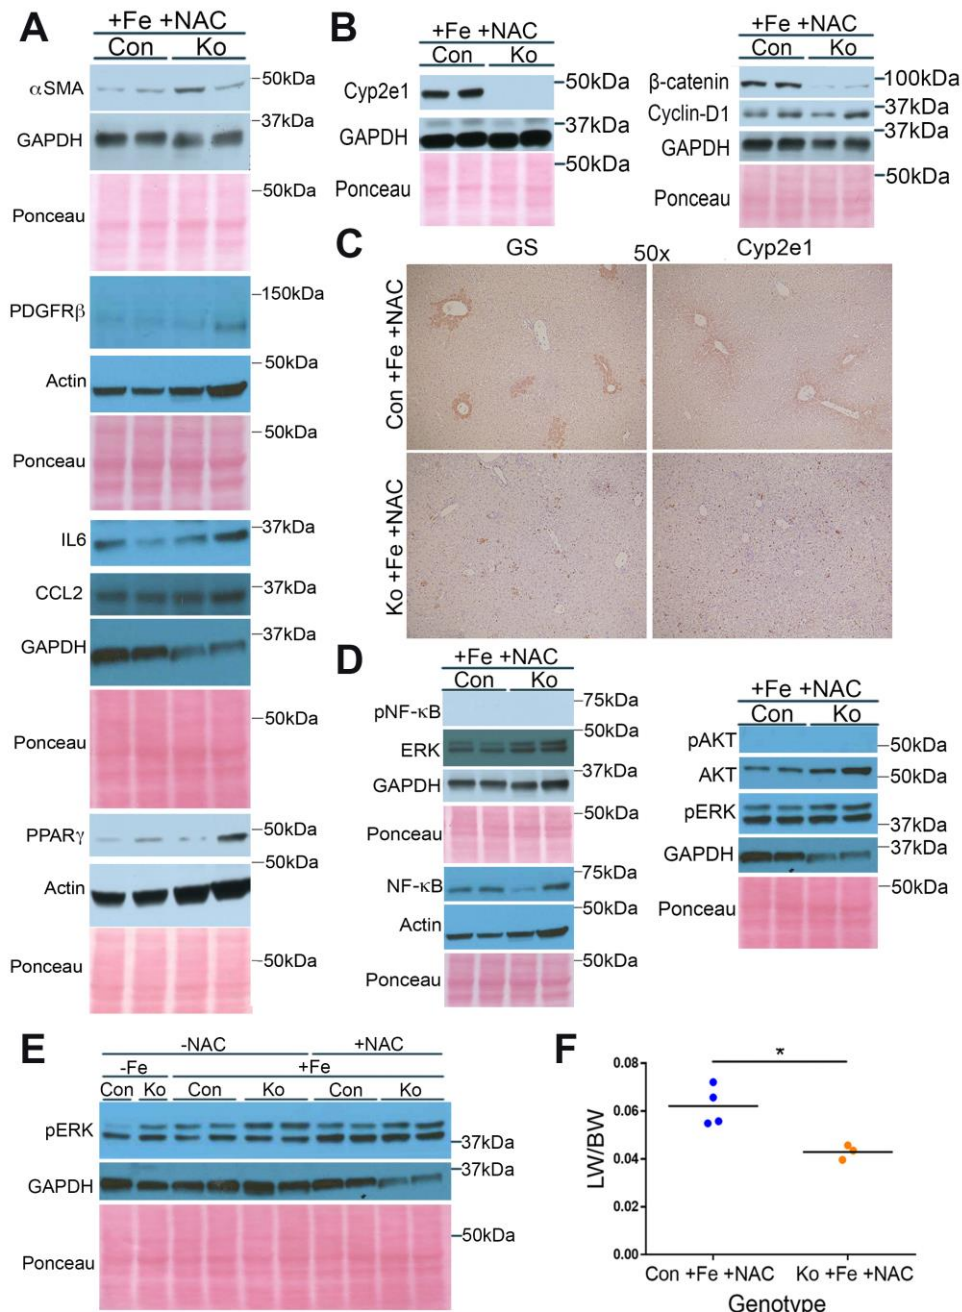 A
+Fe +NAC
Con Ko
αSMA
50kDa
37kDa
GAPDH
50kDa
Ponceau
150kDa
PDGFRβ
50kDa
Actin
50kDa
Ponceau
37kDa
IL6
37kDa
CCL2
37kDa
GAPDH
50kDa
Ponceau
50kDa
PPARγ
50kDa
Actin
50kDa
Ponceau
B
+Fe +NAC
Con Ko
50kDa
Cyp2e1
37kDa
GAPDH
50kDa
Ponceau
+Fe +NAC
Con Ko
β-catenin
100kDa
37kDa
Cyclin-D1
37kDa
GAPDH
50kDa
Ponceau
C
GS 50x Cyp2e1
Con +Fe +NAC
Ko +Fe +NAC
D
+Fe +NAC
Con Ko
75kDa
pNF-κB
50kDa
ERK
37kDa
GAPDH
50kDa
Ponceau
75kDa
NF-κB
50kDa
Actin
50kDa
Ponceau
+Fe +NAC
Con Ko
pAKT
50kDa
AKT
50kDa
pERK
37kDa
GAPDH
37kDa
50kDa
Ponceau
E
-NAC +NAC
-Fe +Fe
Con Ko Con Ko Con Ko
pERK
37kDa
37kDa
GAPDH
50kDa
Ponceau
F
*
0.08
0.06
0.04
0.02
0.00
LW/BW
Con +Fe +NAC Ko +Fe +NAC
Genotype